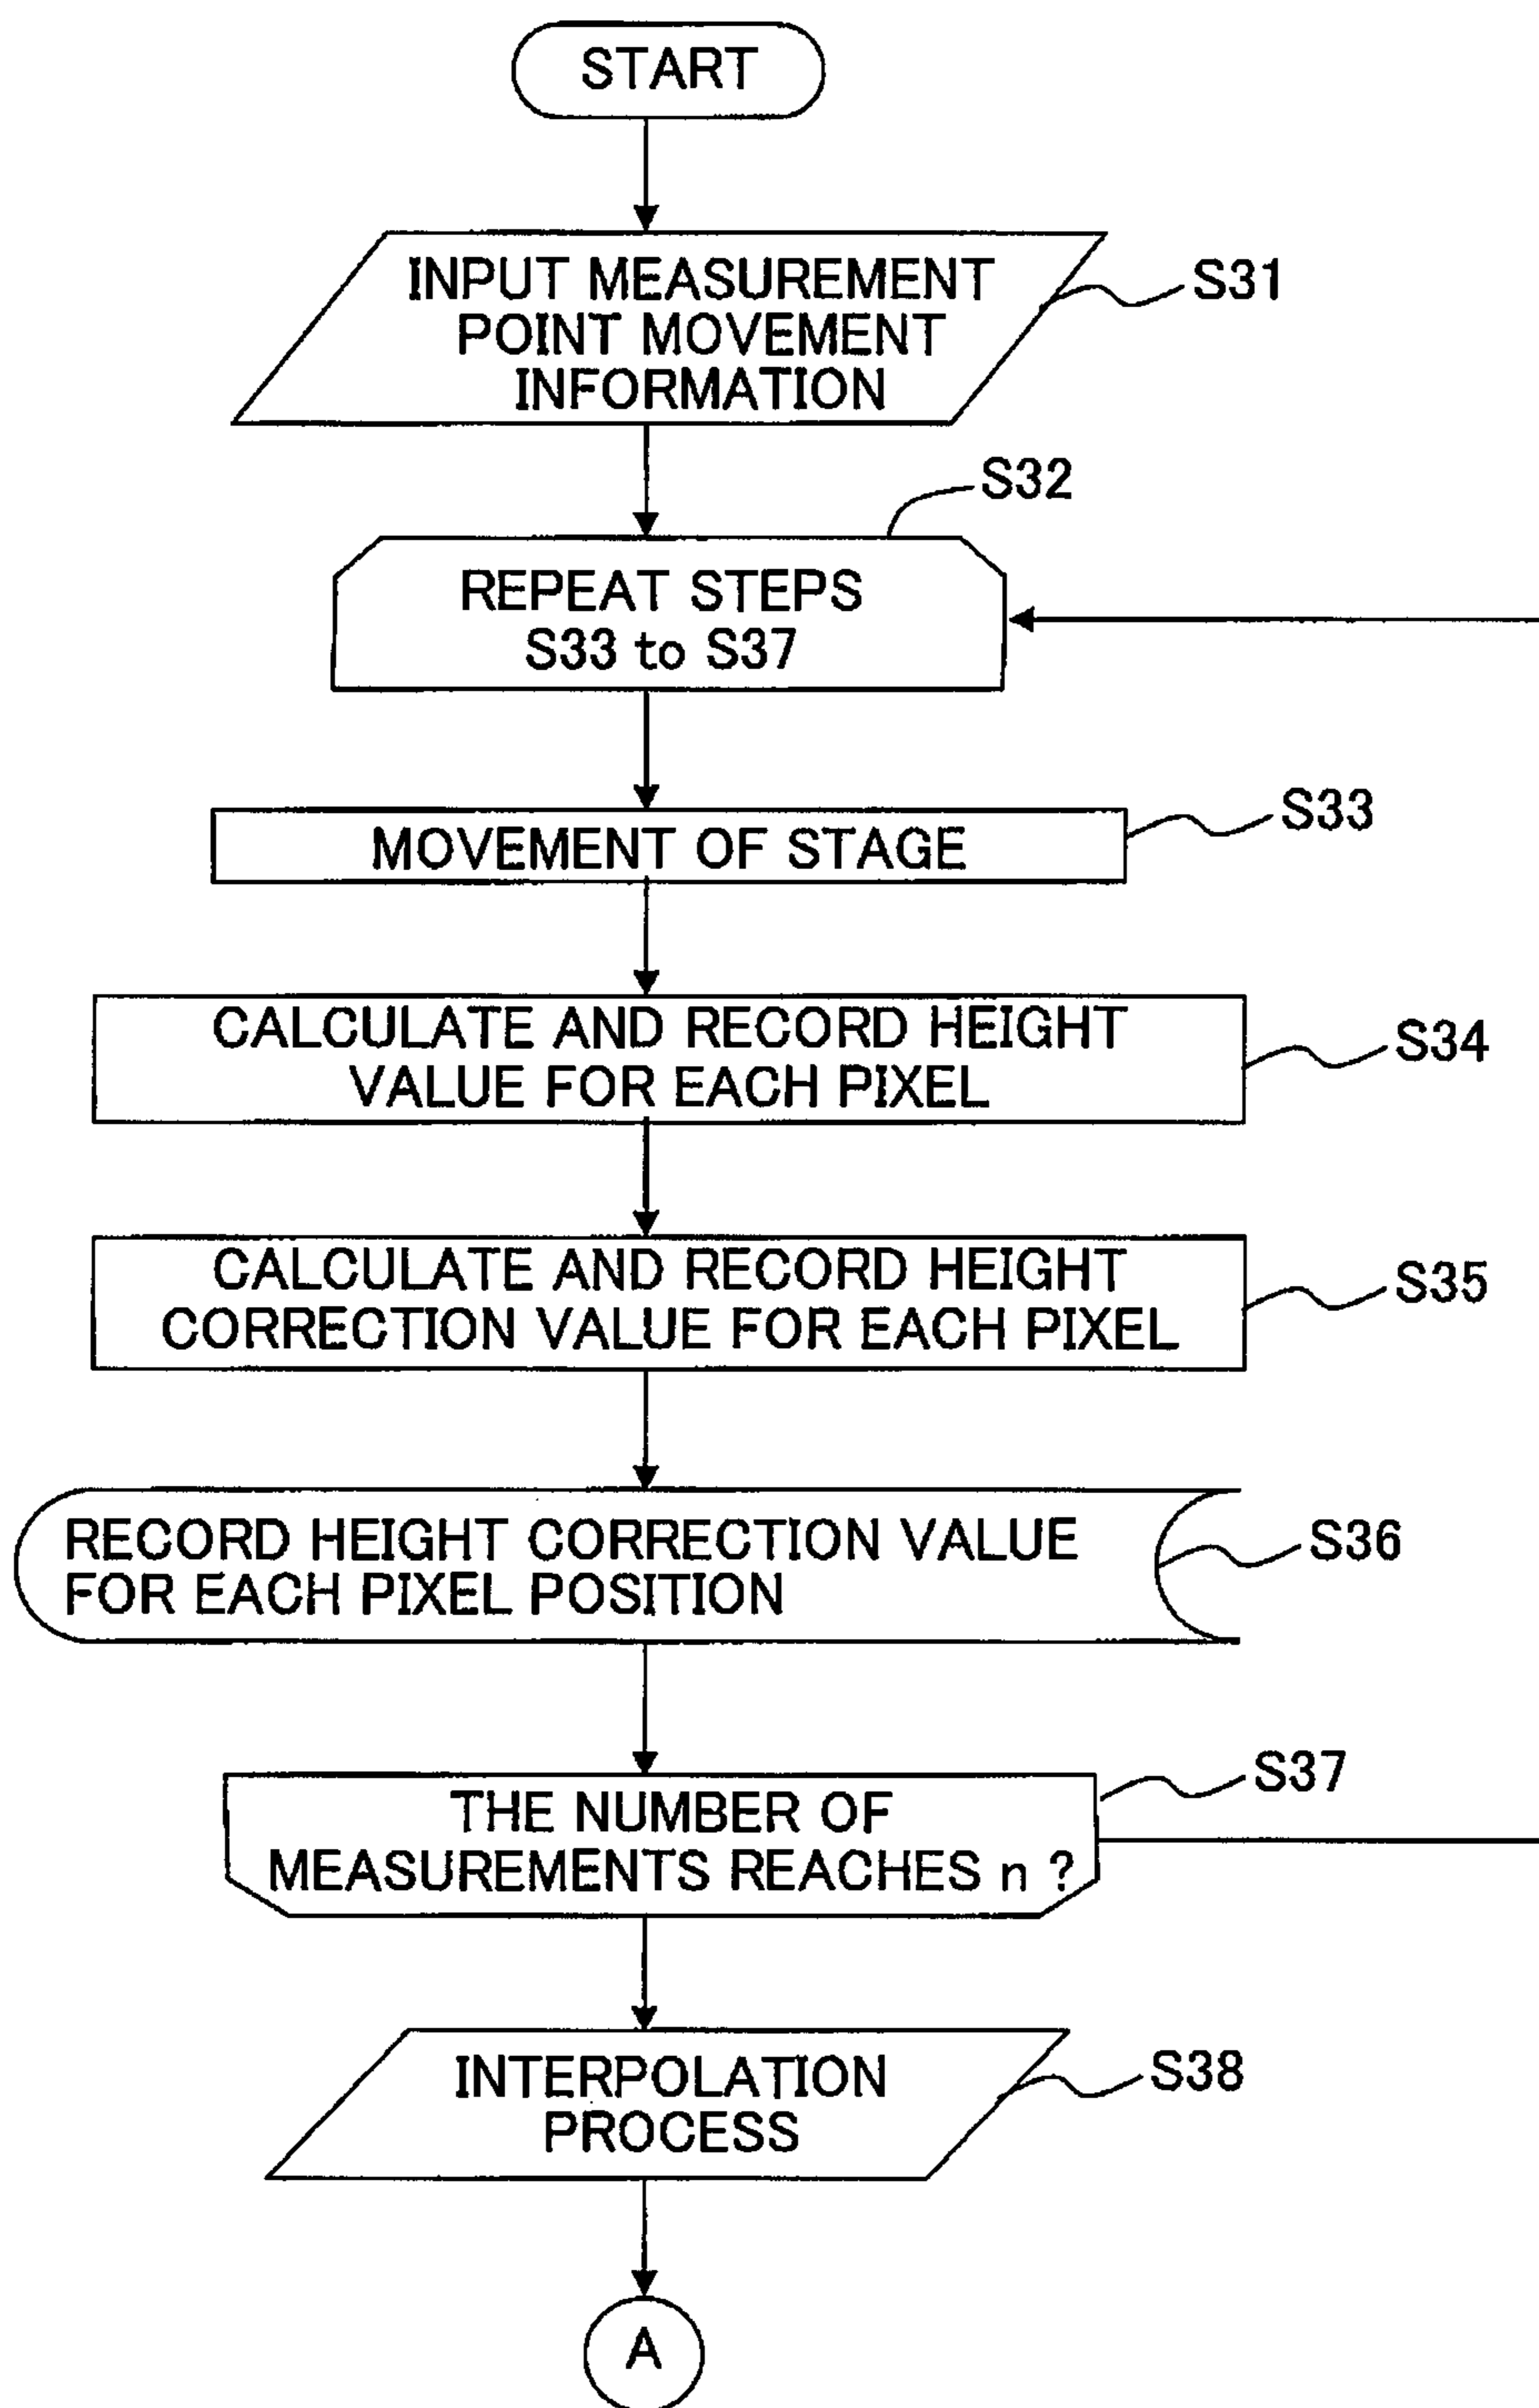 START
INPUT MEASUREMENT
POINT MOVEMENT
INFORMATION
S31
S32
REPEAT STEPS
S33 to S37
MOVEMENT OF STAGE
S33
CALCULATE AND RECORD HEIGHT
VALUE FOR EACH PIXEL
S34
CALCULATE AND RECORD HEIGHT
CORRECTION VALUE FOR EACH PIXEL
S35
RECORD HEIGHT CORRECTION VALUE
FOR EACH PIXEL POSITION
S36
THE NUMBER OF
MEASUREMENTS REACHES n ?
S37
INTERPOLATION
PROCESS
S38
A